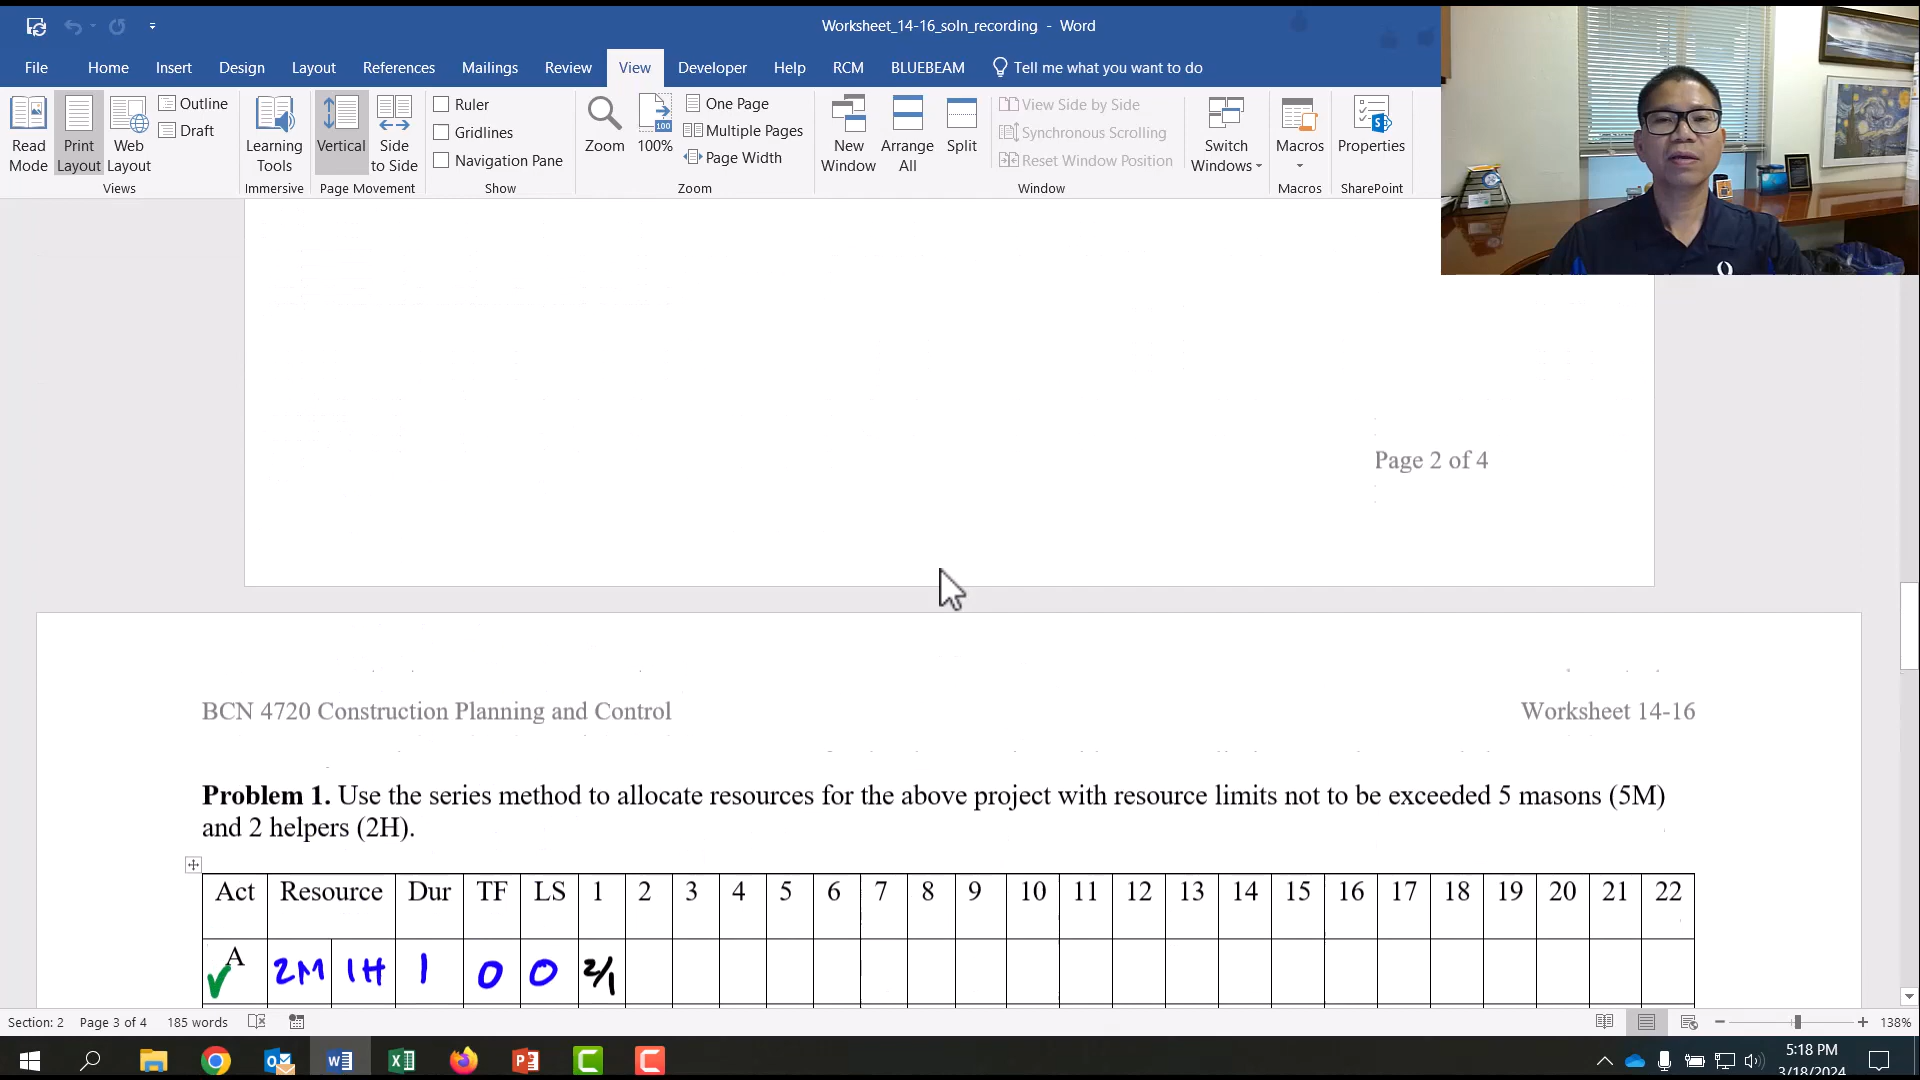 Worksheet_14-16_soln_recording - Word
File Home Insert Design Layout References Mailings Review View Developer Help RCM BLUEBEAM Tell me what you want to do
Read Mode
Print Layout
Web Layout
Outline
Draft
Views
Learning Tools
Immersive
Vertical
Side to Side
Page Movement
Ruler
Gridlines
Navigation Pane
Show
Zoom
100
100%
One Page
Multiple Pages
Page Width
Zoom
New Window
Arrange All
Split
View Side by Side
Synchronous Scrolling
Reset Window Position
Window
Switch Windows
Macros
Macros
Properties
SharePoint
Page 2 of 4
BCN 4720 Construction Planning and Control
Worksheet 14-16
Problem 1. Use the series method to allocate resources for the above project with resource limits not to be exceeded 5 masons (5M)
and 2 helpers (2H).
Act Resource Dur TF LS 1 2 3 4 5 6 7 8 9 10 11 12 13 14 15 16 17 18 19 20 21 22
A 2M 1H 1 0 0 2/1
Section: 2 Page 3 of 4 185 words
138%
5:18 PM
3/18/2024